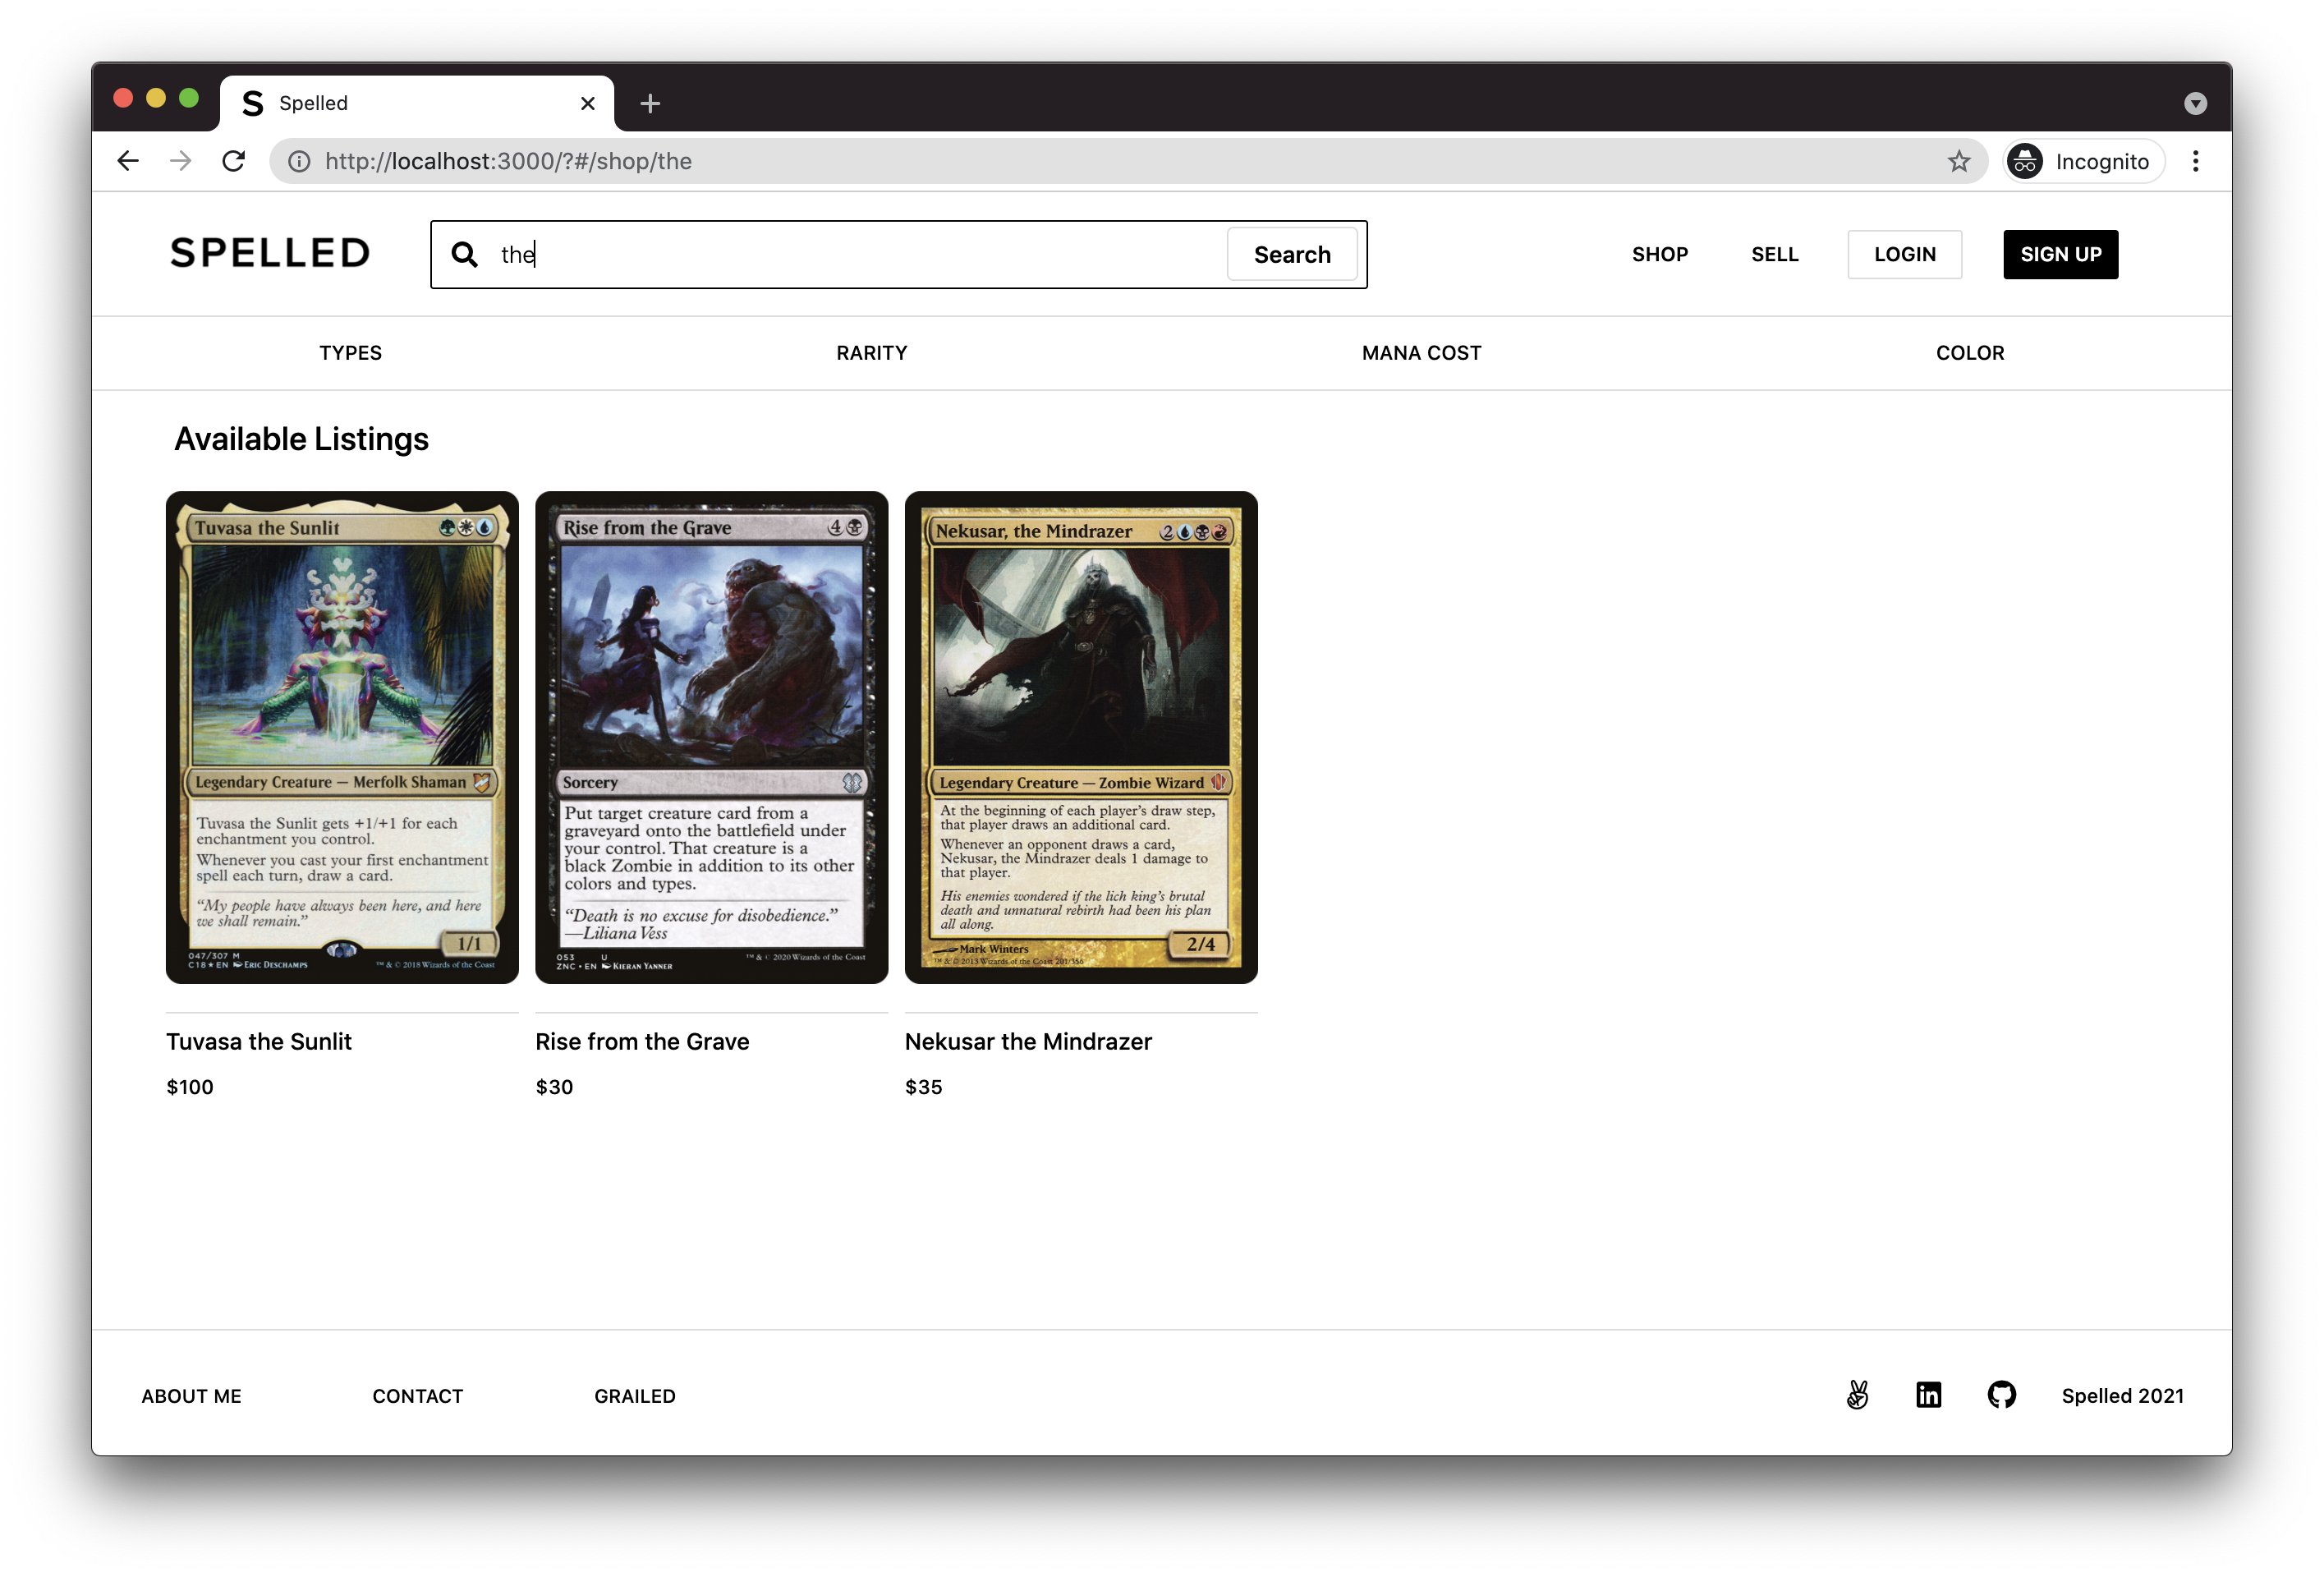 Spelled
http://localhost:3000/?#/shop/the
Incognito
SPELLED
the
Search
SHOP
SELL
LOGIN
SIGN UP
TYPES
RARITY
MANA COST
COLOR
Available Listings
Tuvasa the Sunlit
Legendary Creature — Merfolk Shaman
Tuvasa the Sunlit gets +1/+1 for each
enchantment you control.
Whenever you cast your first enchantment
spell each turn, draw a card.
“My people have always been here, and here
we shall remain.”
1/1
047/307 M
C18 ★ EN Eric Deschamps
™ & © 2018 Wizards of the Coast
Rise from the Grave
4
Sorcery
Put target creature card from a
graveyard onto the battlefield under
your control. That creature is a
black Zombie in addition to its other
colors and types.
“Death is no excuse for disobedience.”
—Liliana Vess
053 U
ZNC • EN Kieran Yanner
™ & © 2020 Wizards of the Coast
Nekusar, the Mindrazer
2
Legendary Creature — Zombie Wizard
At the beginning of each player’s draw step,
that player draws an additional card.
Whenever an opponent draws a card,
Nekusar, the Mindrazer deals 1 damage to
that player.
His enemies wondered if the lich king’s brutal
death and unnatural rebirth had been his plan
all along.
2/4
Mark Winters
™ & © 2013 Wizards of the Coast 201/356
Tuvasa the Sunlit
$100
Rise from the Grave
$30
Nekusar the Mindrazer
$35
ABOUT ME
CONTACT
GRAILED
Spelled 2021